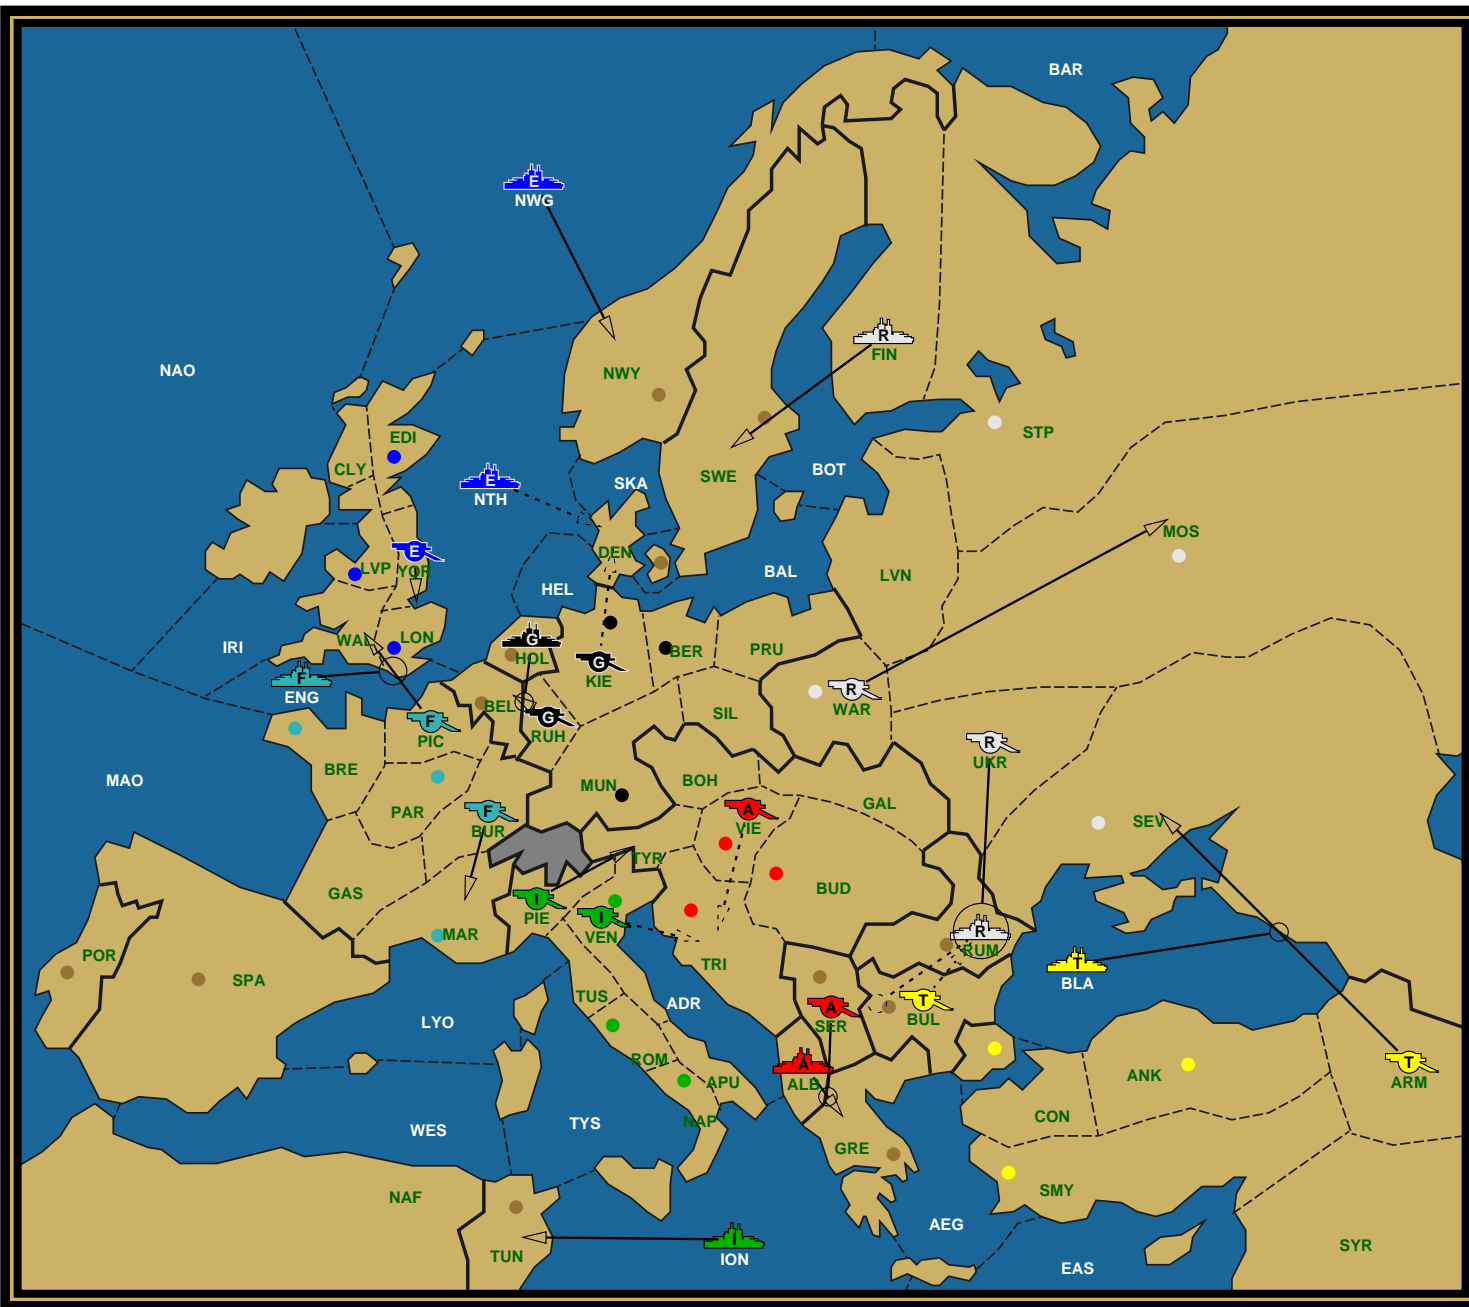 BAR
E
NWG
R
FIN
NAO
NWY
EDI
STP
CLY
E
NTH
SKA
SWE
BOT
MOS
E
LVP YOR
DEN
HEL
BAL
LVN
IRI
WAL
LON
G
HOL
G
KIE
BER
PRU
F
ENG
R
WAR
BEL
G
RUH
SIL
F
PIC
R
UKR
MAO
BRE
PAR
MUN
BOH
GAL
F
BUR
A
VIE
SEV
TYR
GAS
BUD
I
PIE
I
VEN
MAR
R
RUM
POR
SPA
TRI
T
BLA
TUS
ADR
A
SER
T
BUL
LYO
ROM
APU
A
ALB
ANK
T
ARM
NAP
CON
WES
TYS
GRE
NAF
SMY
AEG
I
ION
TUN
EAS
SYR